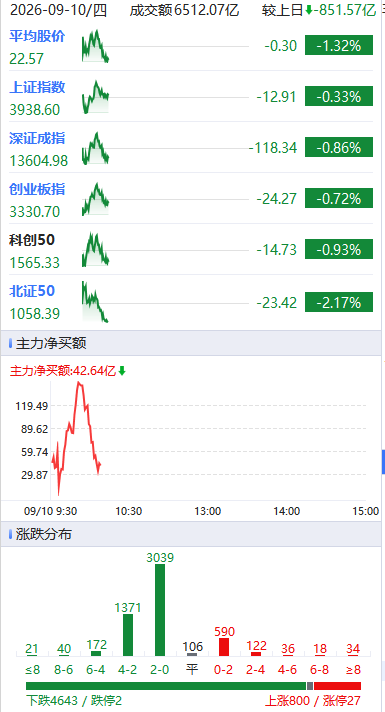 2026-09-10/四 成交额6512.07亿 较上日-851.57亿
平均股价
22.57 -0.30 -1.32%
上证指数
3938.60 -12.91 -0.33%
深证成指
13604.98 -118.34 -0.86%
创业板指
3330.70 -24.27 -0.72%
科创50
1565.33 -14.73 -0.93%
北证50
1058.39 -23.42 -2.17%
主力净买额
主力净买额:42.64亿
119.49
89.62
59.74
29.87
09/10 9:30 10:30 13:00 14:00 15:00
涨跌分布
21 40 172 1371 3039 106 590 122 36 18 34
≤8 8-6 6-4 4-2 2-0 平 0-2 2-4 4-6 6-8 ≥8
下跌4643 / 跌停2 上涨800 / 涨停27